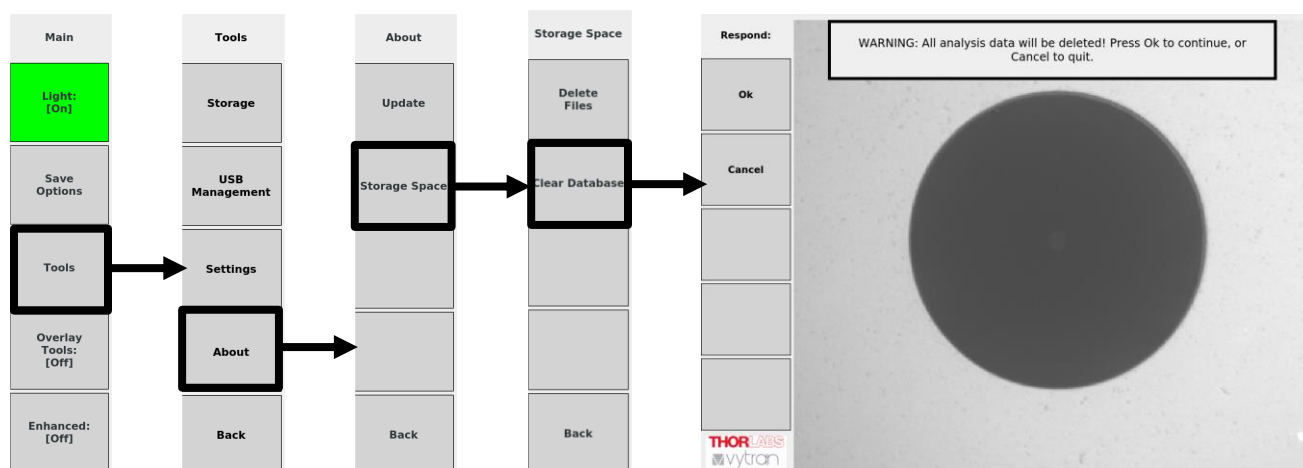 Main
Light:
[On]
Save
Options
Tools
Overlay
Tools:
[Off]
Enhanced:
[Off]
Tools
Storage
USB
Management
Settings
About
Back
About
Update
Storage Space
Back
Storage Space
Delete
Files
Clear Database
Back
Respond:
Ok
Cancel
THORLABS
vytran
WARNING: All analysis data will be deleted! Press Ok to continue, or
Cancel to quit.